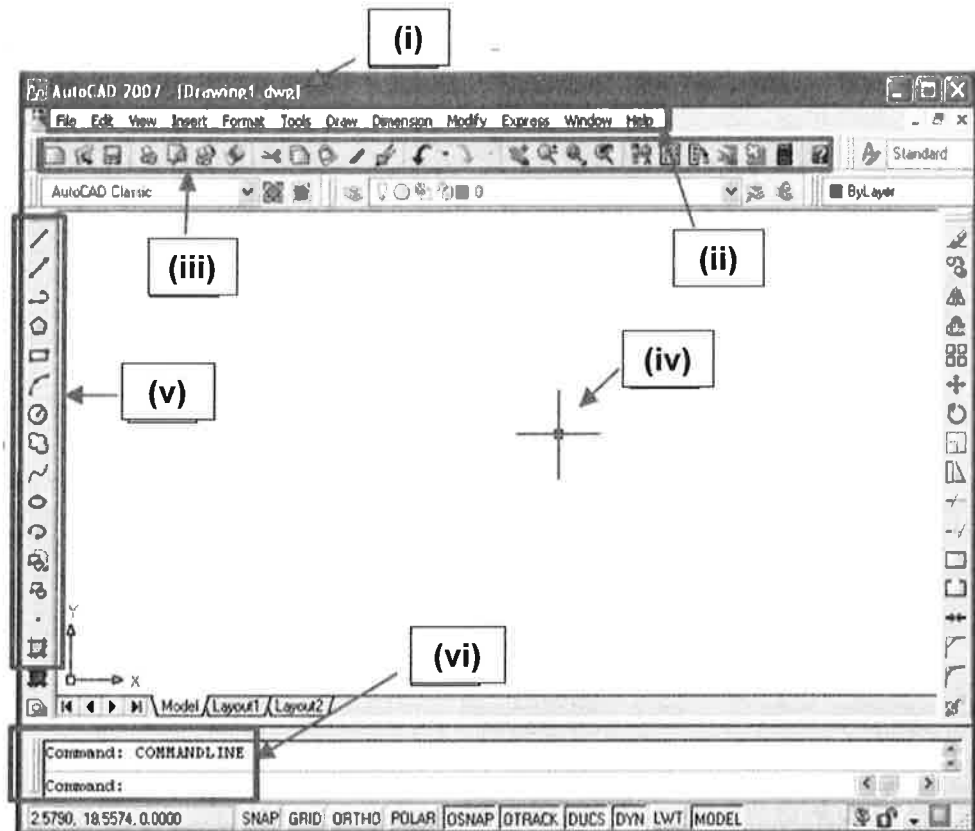 (i)
AutoCAD 2007 - [Drawing1.dwg]
File Edit View Insert Format Tools Draw Dimension Modify Express Window Help
Standard
AutoCAD Classic
0
ByLayer
(iii)
(ii)
(iv)
(v)
Y
(vi)
X
Model Layout1 Layout2
Command: COMMANDLINE
Command:
2.5790, 18.5574, 0.0000 SNAP GRID ORTHO POLAR OSNAP OTRACK DUCS DYN LWT MODEL